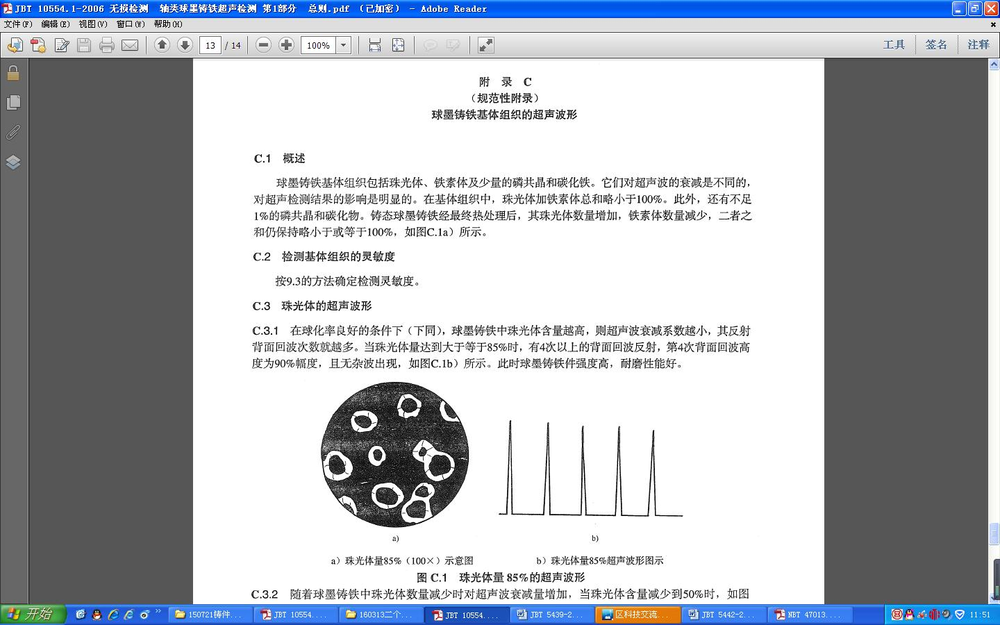 JBT 10554.1-2006 无损检测 轴类球墨铸铁超声检测 第1部分 总则.pdf （已加密） - Adobe Reader
文件(F) 编辑(E) 视图(V) 窗口(W) 帮助(H)
13 / 14 100% 工具 签名 注释
附 录 C
（规范性附录）
球墨铸铁基体组织的超声波形
C.1 概述
球墨铸铁基体组织包括珠光体、铁素体及少量的磷共晶和碳化铁。它们对超声波的衰减是不同的，
对超声检测结果的影响是明显的。在基体组织中，珠光体加铁素体总和略小于100%。此外，还有不足
1%的磷共晶和碳化物。铸态球墨铸铁经最终热处理后，其珠光体数量增加，铁素体数量减少，二者之
和仍保持略小于或等于100%，如图C.1a）所示。
C.2 检测基体组织的灵敏度
按9.3的方法确定检测灵敏度。
C.3 珠光体的超声波形
C.3.1 在球化率良好的条件下（下同），球墨铸铁中珠光体含量越高，则超声波衰减系数越小，其反射
背面回波次数就越多。当珠光体量达到大于等于85%时，有4次以上的背面回波反射，第4次背面回波高
度为90%幅度，且无杂波出现，如图C.1b）所示。此时球墨铸铁件强度高，耐磨性能好。
a) b)
a）珠光体量85%（100×）示意图 b）珠光体量85%超声波形图示
图 C.1 珠光体量 85%的超声波形
C.3.2 随着球墨铸铁中珠光体数量减少时对超声波衰减量增加，当珠光体含量减少到50%时，如图
开始 150721铸件... JBT 10554.... 160313二个... JBT 10554.... JBT 5439-2... 区科技交流... JBT 5442-2... NBT 47013.... 11:51